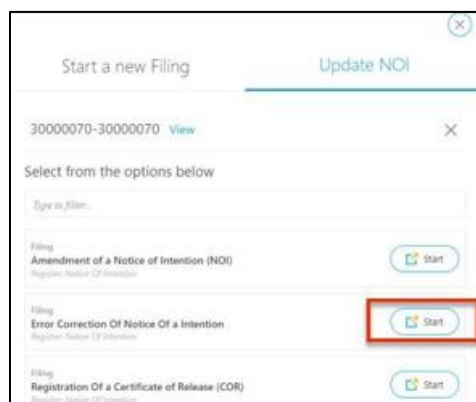 Start a new Filing
Update NOI
30000070-30000070 View
Select from the options below
Type to filter...
Filing
Amendment of a Notice of Intention (NOI)
Register Notice Of Intention
Start
Filing
Error Correction Of Notice Of a Intention
Register Notice Of Intention
Start
Filing
Registration Of a Certificate of Release (COR)
Register Notice Of Intention
Start